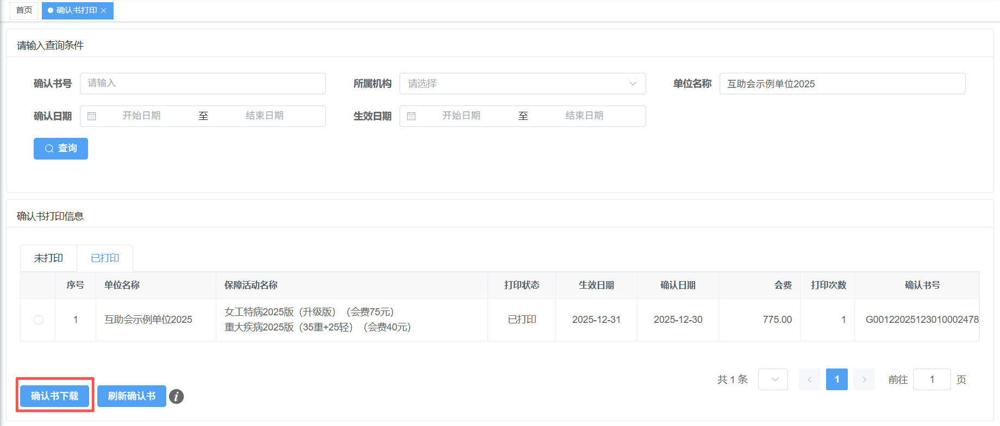 首页
确认书打印
请输入查询条件
确认书号 请输入 所属机构 请选择 单位名称 互助会示例单位2025
确认日期 开始日期 至 结束日期 生效日期 开始日期 至 结束日期
查询
确认书打印信息
未打印 已打印
序号 单位名称 保障活动名称 打印状态 生效日期 确认日期 会费 打印次数 确认书号
1 互助会示例单位2025 女工特病2025版（升级版）（会费75元） 已打印 2025-12-31 2025-12-30 775.00 1 G00122025123010002478
重大疾病2025版（35重+25轻）（会费40元）
共 1 条 1 前往 1 页
确认书下载 刷新确认书 i